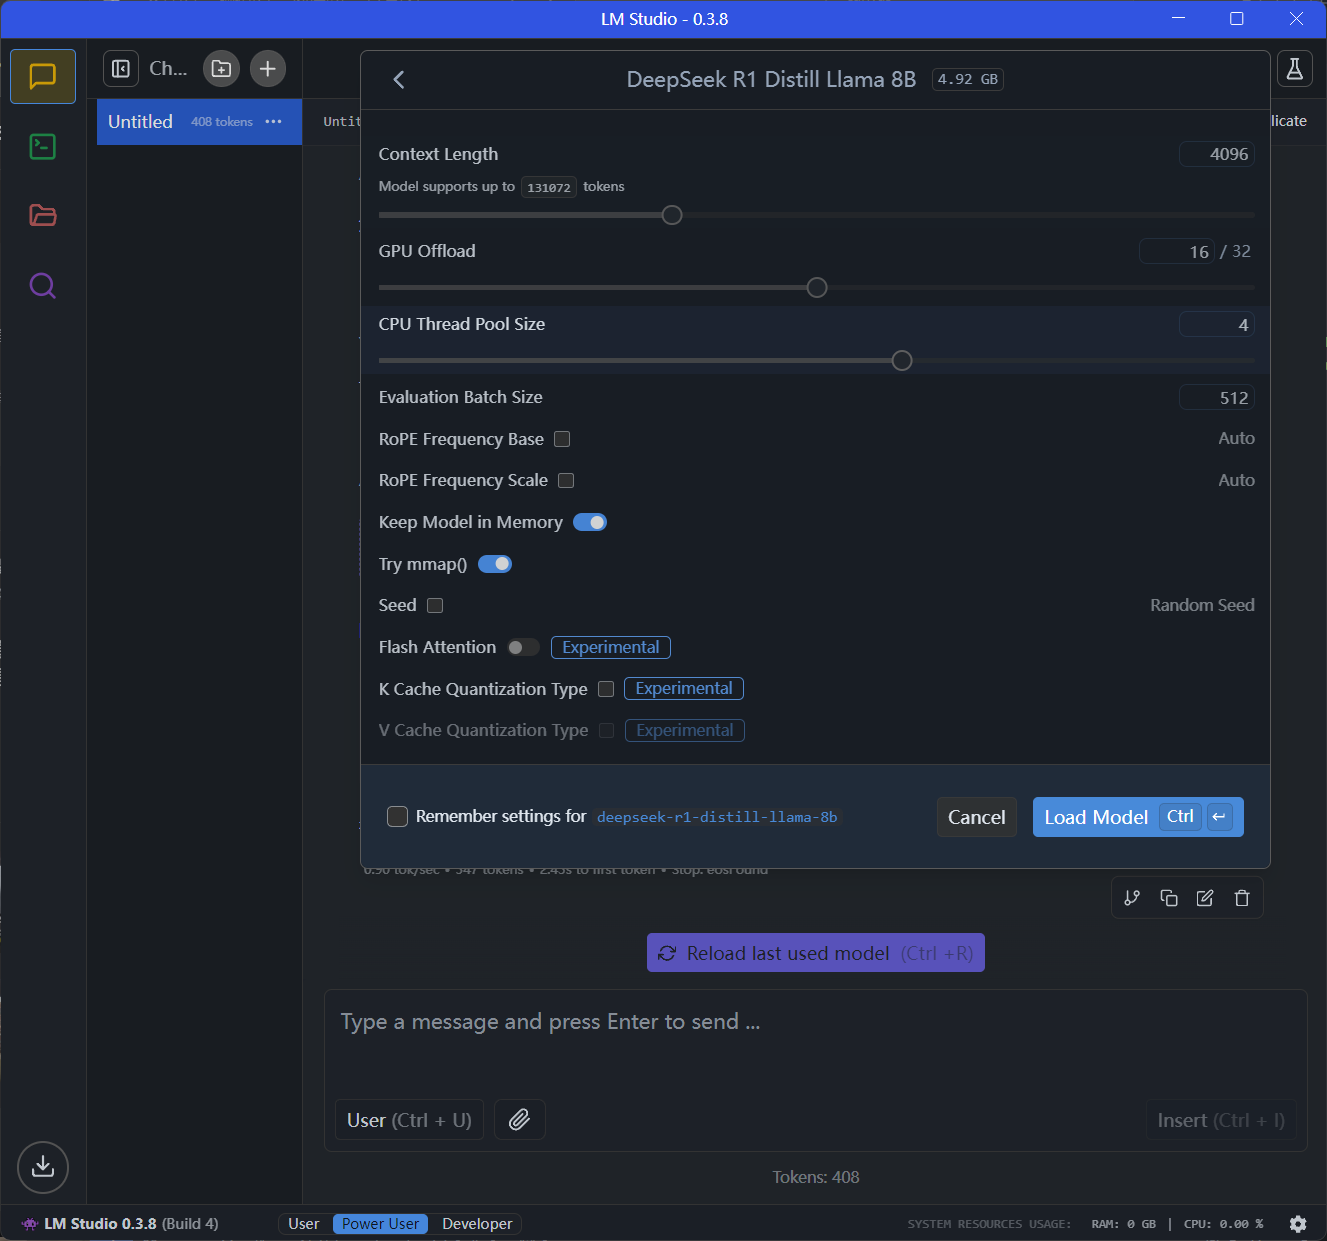 LM Studio - 0.3.8
Ch...
Untitled 408 tokens ...
Untit
licate
DeepSeek R1 Distill Llama 8B 4.92 GB
Context Length 4096
Model supports up to 131072 tokens
GPU Offload 16 / 32
CPU Thread Pool Size 4
Evaluation Batch Size 512
RoPE Frequency Base Auto
RoPE Frequency Scale Auto
Keep Model in Memory
Try mmap()
Seed Random Seed
Flash Attention Experimental
K Cache Quantization Type Experimental
V Cache Quantization Type Experimental
Remember settings for deepseek-r1-distill-llama-8b
Cancel
Load Model Ctrl ↵
tok/sec • 347 tokens • 2.43s to first token • Stop:
Reload last used model (Ctrl +R)
Type a message and press Enter to send ...
User (Ctrl + U)
Insert (Ctrl + I)
Tokens: 408
LM Studio 0.3.8 (Build 4)
User Power User Developer
SYSTEM RESOURCES USAGE: RAM: 0 GB | CPU: 0.00 %